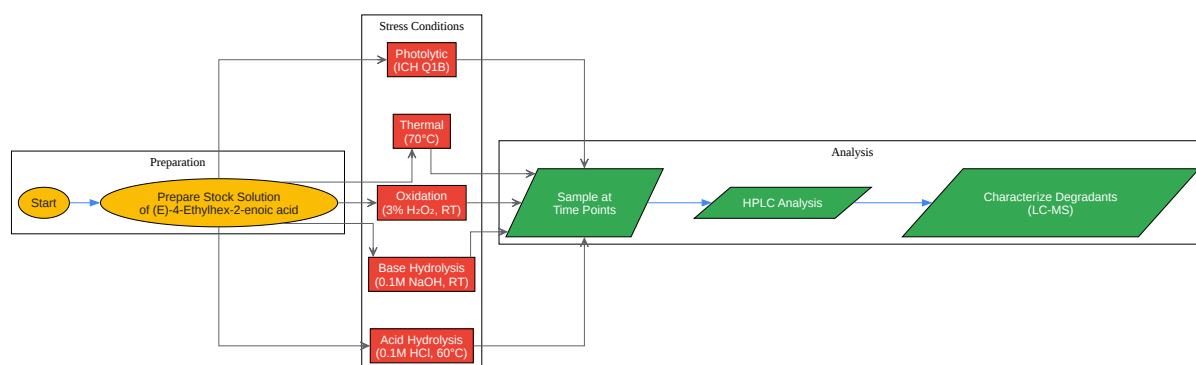 Stress Conditions
Photolytic
(ICH Q1B)
Thermal
(70°C)
Preparation
Analysis
Start
Prepare Stock Solution
of (E)-4-Ethylhex-2-enoic acid
Oxidation
(3% H₂O₂, RT)
Sample at
Time Points
HPLC Analysis
Characterize Degradants
(LC-MS)
Base Hydrolysis
(0.1M NaOH, RT)
Acid Hydrolysis
(0.1M HCl, 60°C)